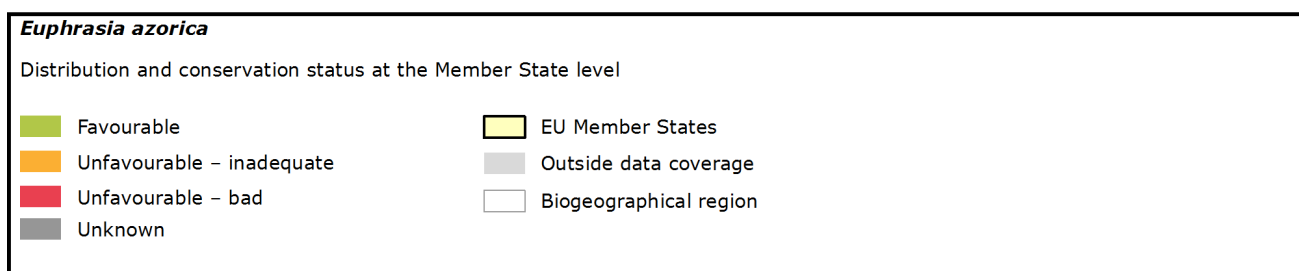 Euphrasia azorica
Distribution and conservation status at the Member State level
Favourable
Unfavourable – inadequate
Unfavourable – bad
Unknown
EU Member States
Outside data coverage
Biogeographical region